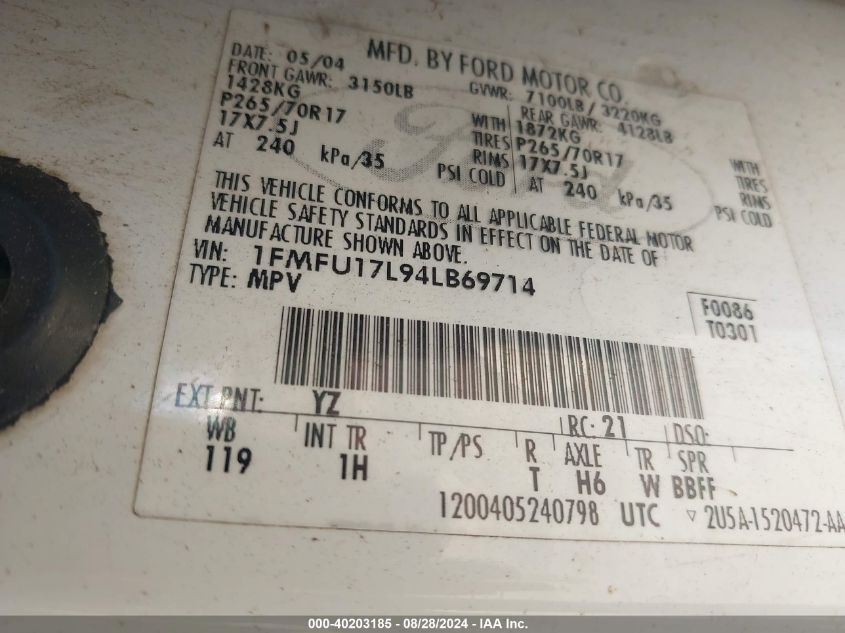 MFD. BY FORD MOTOR CO.
DATE: 05/04 GVWR: 7100LB / 3220KG
FRONT GAWR: 3150LB REAR GAWR: 4128LB
1428KG WITH 1872KG WITH
P265/70R17 TIRES P265/70R17 TIRES
17X7.5J RIMS 17X7.5J RIMS
AT 240 kPa/35 PSI COLD AT 240 kPa/35 PSI COLD
Ford
THIS VEHICLE CONFORMS TO ALL APPLICABLE FEDERAL MOTOR
VEHICLE SAFETY STANDARDS IN EFFECT ON THE DATE OF
MANUFACTURE SHOWN ABOVE.
VIN: 1FMFU17L94LB69714
TYPE: MPV
F0086
T0301
EXT PNT: YZ RC: 21 DSO:
WB INT TR TP/PS R AXLE TR SPR
119 1H T H6 W BBFF
1200405240798 UTC ▽ 2U5A-1520472-AA
000-40203185 - 08/28/2024 - IAA Inc.